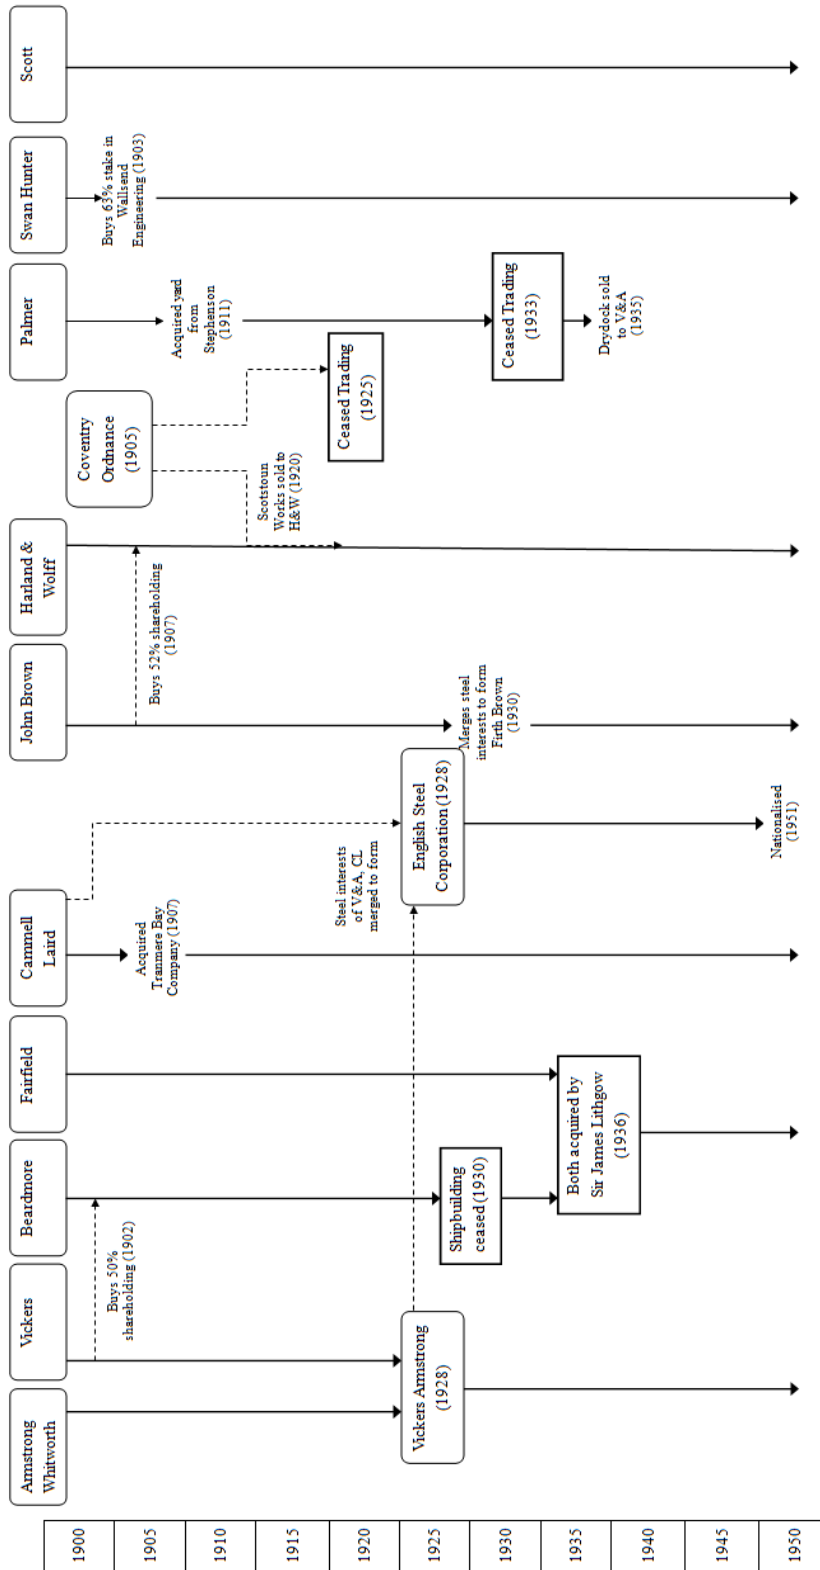 Armstrong
Whitworth
Vickers
Beardmore
Fairfield
Cammell
Laird
John Brown
Harland &
Wolff
Coventry
Ordnance
(1905)
Palmer
Swan Hunter
Scott
Buys 50%
shareholding (1902)
Acquired
Tranmere Bay
Company (1907)
Buys 52% shareholding
(1907)
Scotstoun
Works sold to
H&W (1920)
Acquired yard
from
Stephenson
(1911)
Buys 63% stake in
Wallsend
Engineering (1903)
Ceased Trading
(1925)
Steel interests
of V&A, CL
merged to form
Vickers Armstrong
(1928)
English Steel
Corporation (1928)
Shipbuilding
ceased (1930)
Merges steel
interests to form
Firth Brown
(1930)
Ceased Trading
(1933)
Both acquired by
Sir James Lithgow
(1936)
Drydock sold
to V&A
(1935)
Nationalised
(1951)
1900
1905
1910
1915
1920
1925
1930
1935
1940
1945
1950